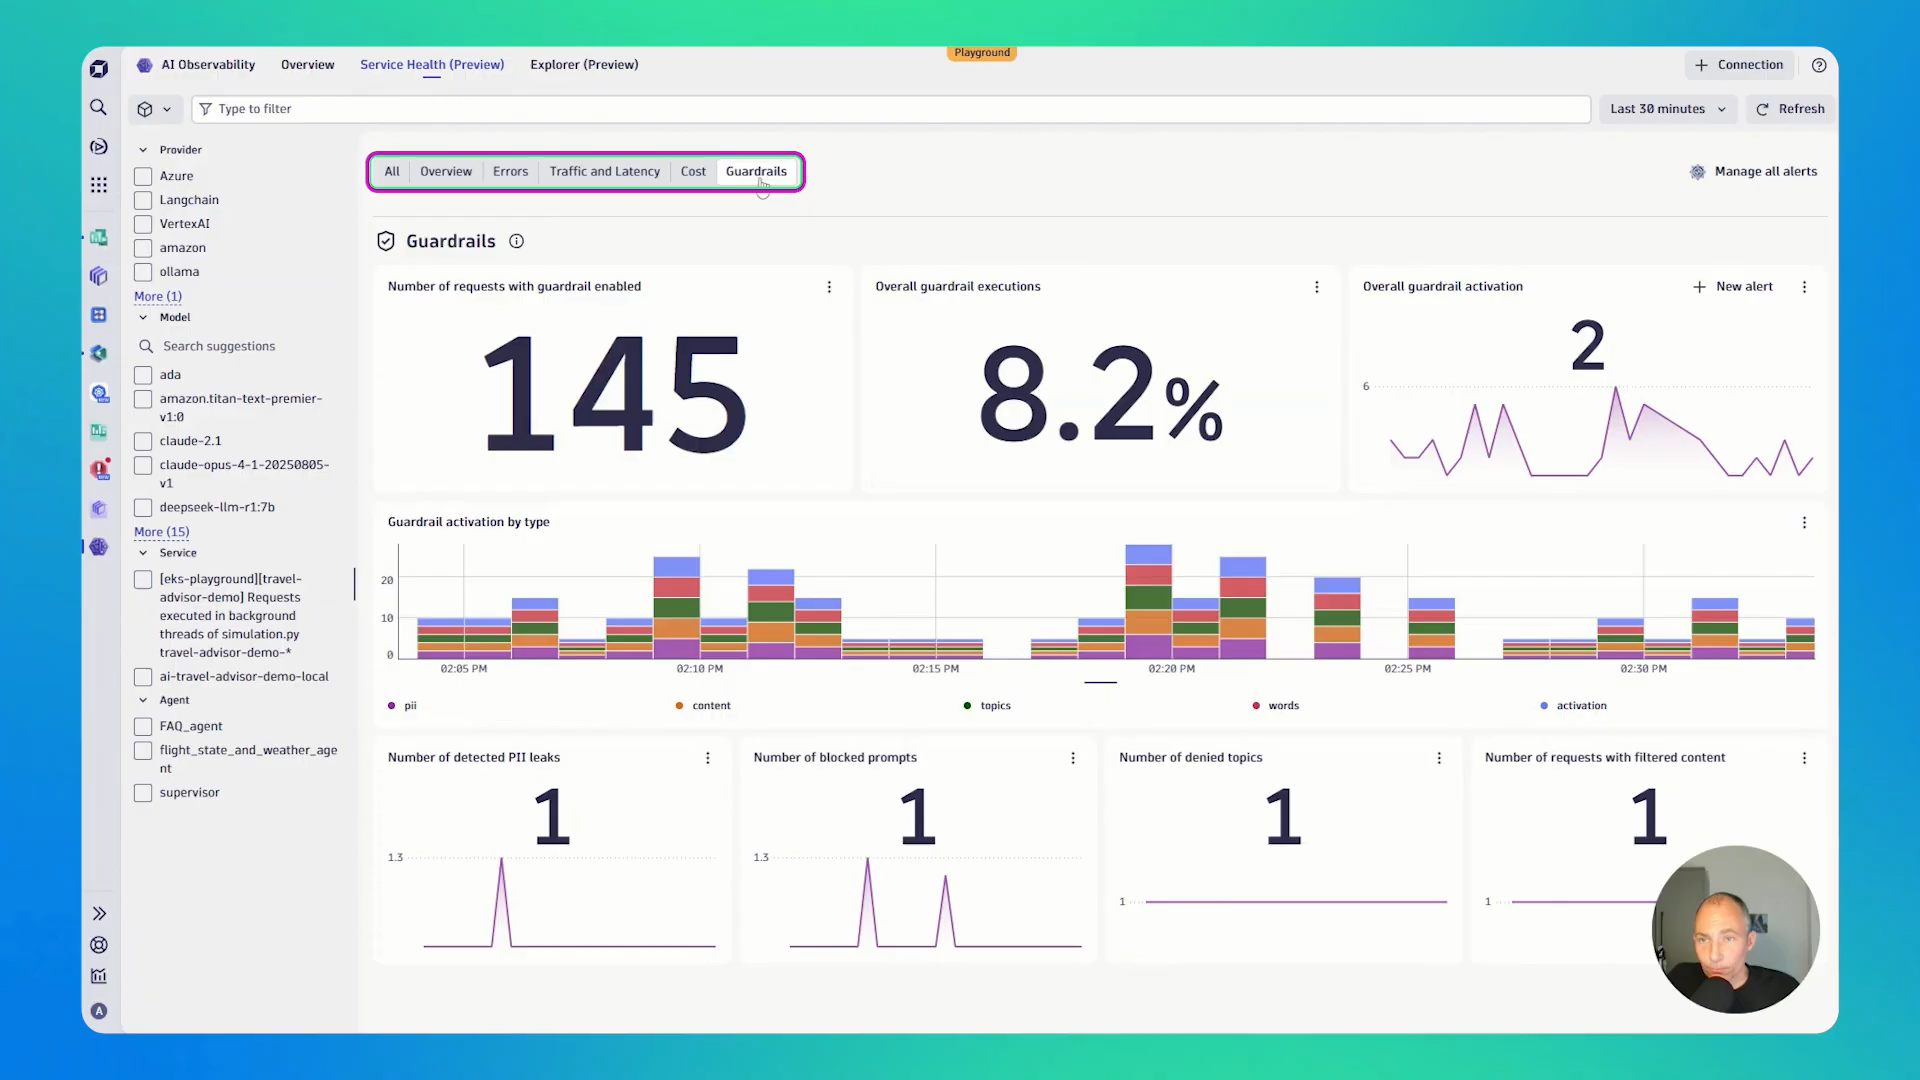 Playground
AI Observability
Overview
Service Health (Preview)
Explorer (Preview)
Connection
Type to filter
Last 30 minutes
Refresh
Provider
Azure
Langchain
VertexAI
amazon
ollama
More (1)
Model
Search suggestions
ada
amazon.titan-text-premier-
v1:0
claude-2.1
claude-opus-4-1-20250805-
v1
deepseek-llm-r1:7b
More (15)
Service
[eks-playground][travel-
advisor-demo] Requests
executed in background
threads of simulation.py
travel-advisor-demo-*
ai-travel-advisor-demo-local
Agent
FAQ_agent
flight_state_and_weather_age
nt
supervisor
A
All
Overview
Errors
Traffic and Latency
Cost
Guardrails
Manage all alerts
Guardrails
Number of requests with guardrail enabled
145
Overall guardrail executions
8.2%
Overall guardrail activation
New alert
2
6
Guardrail activation by type
20
10
0
02:05 PM
02:10 PM
02:15 PM
02:20 PM
02:25 PM
02:30 PM
pii
content
topics
words
activation
Number of detected PII leaks
1
1.3
Number of blocked prompts
1
1.3
Number of denied topics
1
1
Number of requests with filtered content
1
1